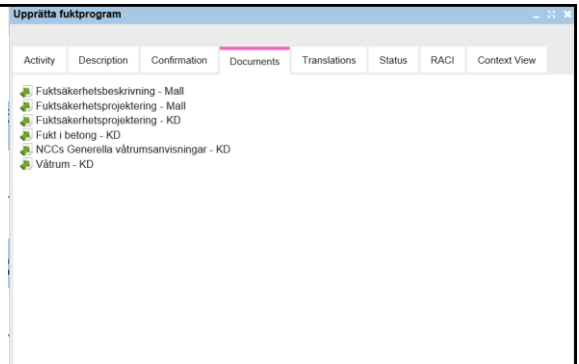 Upprätta fuktprogram
Activity Description Confirmation Documents Translations Status RACI Context View
Fuktsäkerhetsbeskrivning - Mall
Fuktsäkerhetsprojektering - Mall
Fuktsäkerhetsprojektering - KD
Fukt i betong - KD
NCCs Generella våtrumsanvisningar - KD
Våtrum - KD